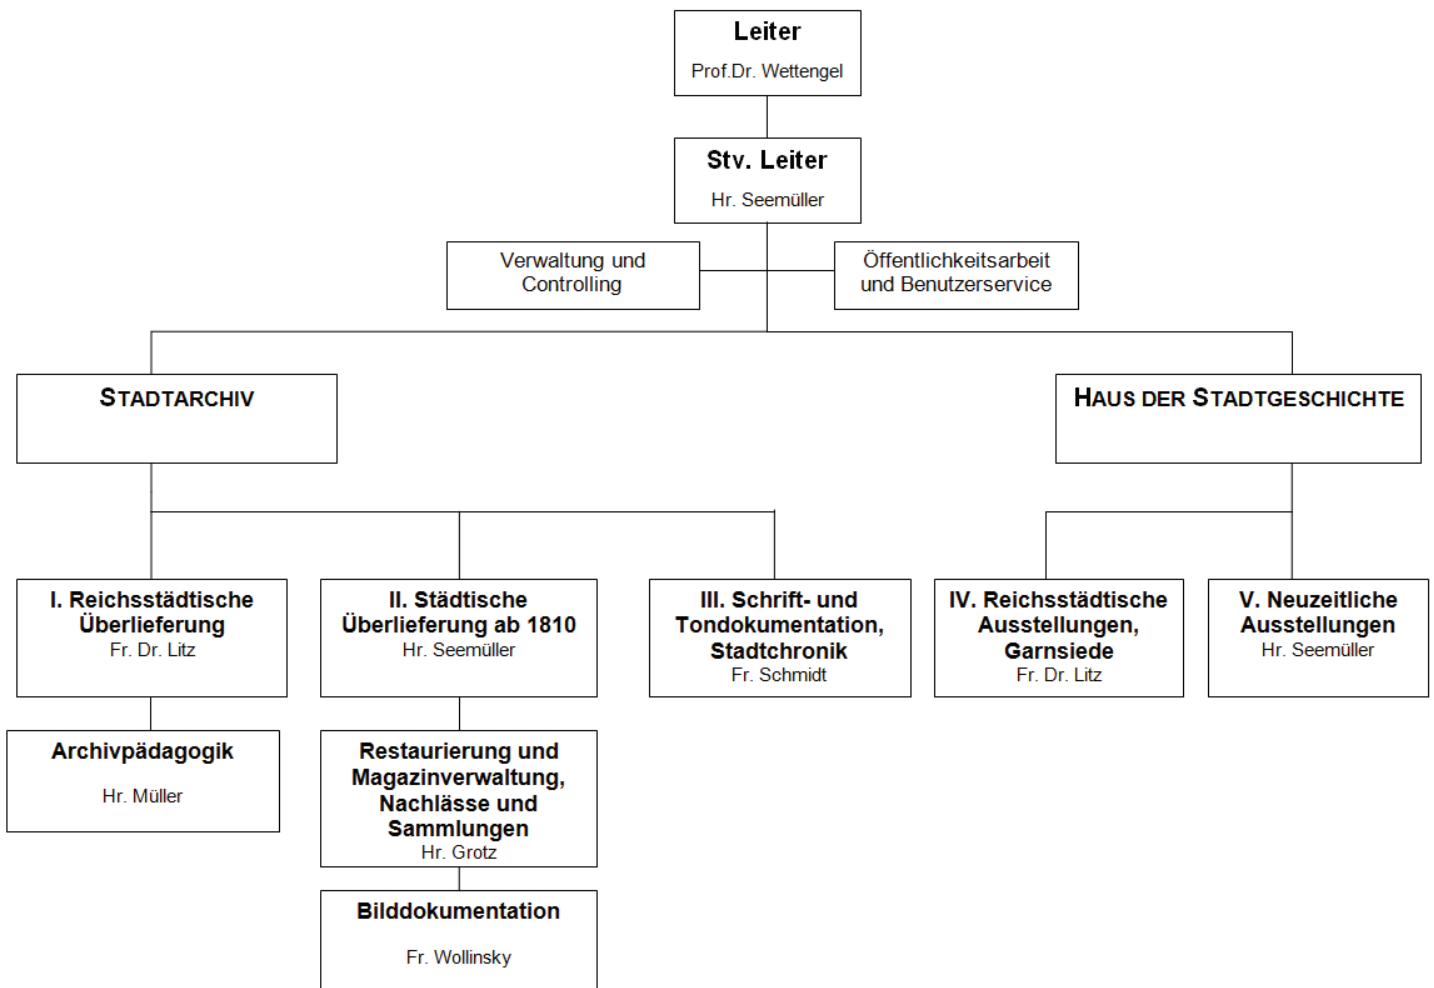 Leiter
Prof.Dr. Wettengel
Stv. Leiter
Hr. Seemüller
Verwaltung und
Controlling
Öffentlichkeitsarbeit
und Benutzerservice
STADTARCHIV
HAUS DER STADTGESCHICHTE
I. Reichsstädtische
Überlieferung
Fr. Dr. Litz
II. Städtische
Überlieferung ab 1810
Hr. Seemüller
III. Schrift- und
Tondokumentation,
Stadtchronik
Fr. Schmidt
IV. Reichsstädtische
Ausstellungen,
Garnsiede
Fr. Dr. Litz
V. Neuzeitliche
Ausstellungen
Hr. Seemüller
Archivpädagogik
Hr. Müller
Restaurierung und
Magazinverwaltung,
Nachlässe und
Sammlungen
Hr. Grotz
Bilddokumentation
Fr. Wollinsky